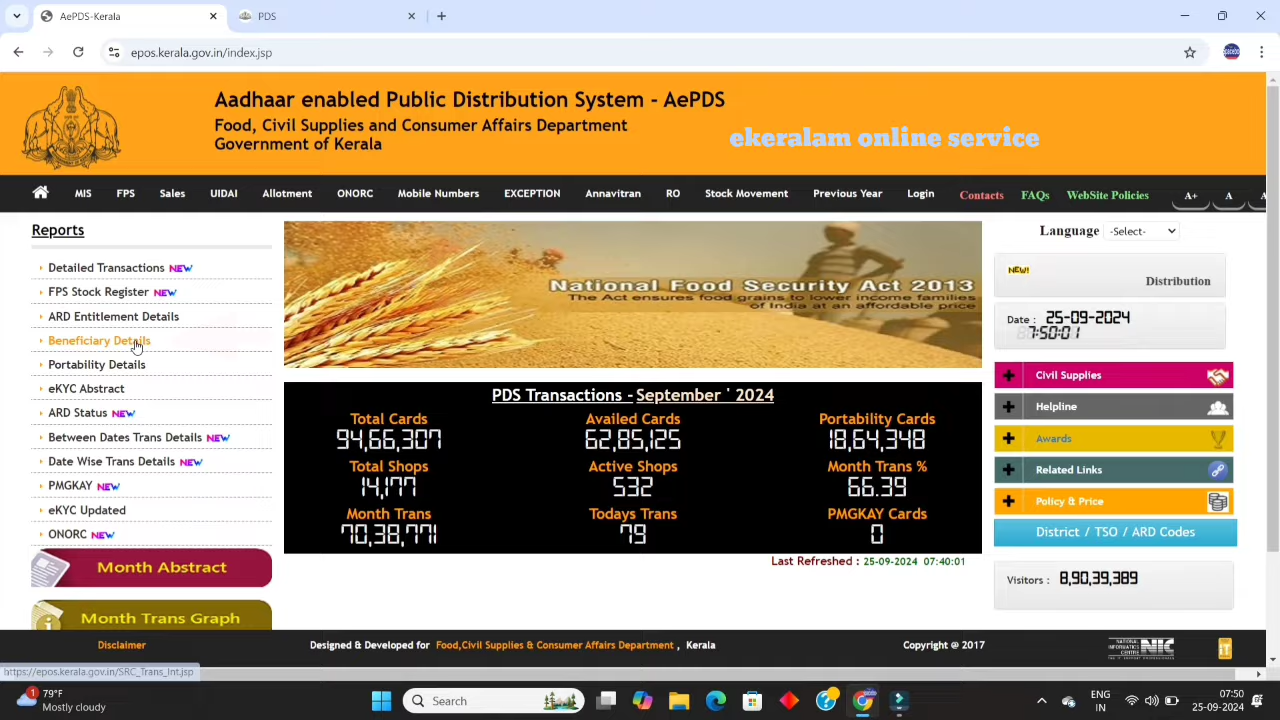 AePDS-Kerala
PDS
epos.kerala.gov.in/index.jsp
Aadhaar enabled Public Distribution System - AePDS
Food, Civil Supplies and Consumer Affairs Department
Government of Kerala
ekeralam online service
MIS FPS Sales UIDAI Allotment ONORC Mobile Numbers EXCEPTION Annavitran RO Stock Movement Previous Year Login Contacts FAQs WebSite Policies A+ A
Reports
Detailed Transactions NEW
FPS Stock Register NEW
ARD Entitlement Details
Beneficiary Details
Portability Details
eKYC Abstract
ARD Status NEW
Between Dates Trans Details NEW
Date Wise Trans Details NEW
PMGKAY NEW
eKYC Updated
ONORC NEW
Month Abstract
Month Trans Graph
National Food Security Act 2013
The Act ensures food grains to lower income families
of India at an affordable price
PDS Transactions - September ' 2024
Total Cards Availed Cards Portability Cards
94,66,307 62,85,125 18,64,348
Total Shops Active Shops Month Trans %
14,177 532 66.39
Month Trans Todays Trans PMGKAY Cards
70,38,771 79 0
Last Refreshed : 25-09-2024 07:40:01
Language -Select-
NEW!
Distribution
Date : 25-09-2024
7:50:01
Civil Supplies
Helpline
Awards
Related Links
Policy & Price
District / TSO / ARD Codes
Visitors : 8,90,39,389
Disclaimer Designed & Developed for Food,Civil Supplies & Consumer Affairs Department , Kerala Copyright @ 2017
NATIONAL
INFORMATICS
CENTRE
NIC
https://epos.kerala.gov.in/SRC_Trans_Int.jsp
1
79°F
Mostly cloudy
Search
ENG
IN
07:50
25-09-2024